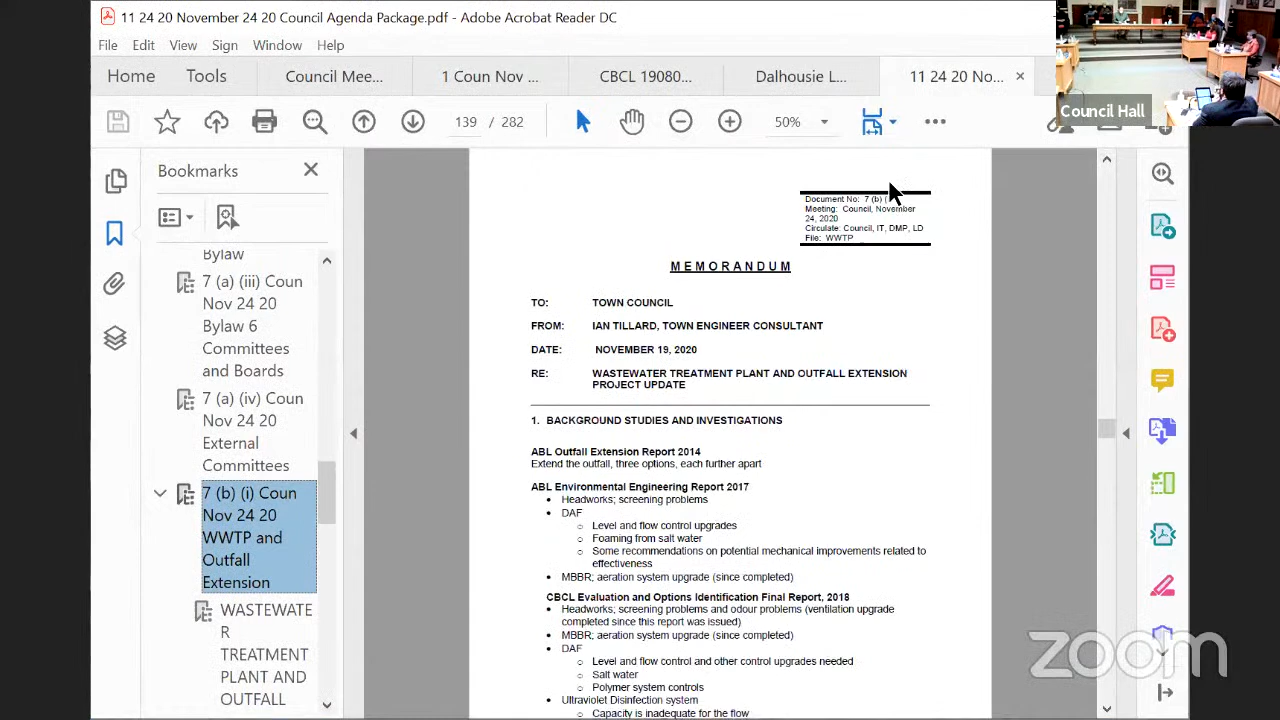 11 24 20 November 24 20 Council Agenda Package.pdf - Adobe Acrobat Reader DC
File Edit View Sign Window Help
Home Tools Council Mee... 1 Coun Nov ... CBCL 19080... Dalhousie L... 11 24 20 No...
Council Hall
139 / 282 50%
Bookmarks
Bylaw
7 (a) (iii) Coun
Nov 24 20
Bylaw 6
Committees
and Boards
7 (a) (iv) Coun
Nov 24 20
External
Committees
7 (b) (i) Coun
Nov 24 20
WWTP and
Outfall
Extension
WASTEWATE
R
TREATMENT
PLANT AND
OUTFALL
Document No: 7 (b) (
Meeting: Council, November
24, 2020
Circulate: Council, IT, DMP, LD
File: WWTP
MEMORANDUM
TO: TOWN COUNCIL
FROM: IAN TILLARD, TOWN ENGINEER CONSULTANT
DATE: NOVEMBER 19, 2020
RE: WASTEWATER TREATMENT PLANT AND OUTFALL EXTENSION
PROJECT UPDATE
1. BACKGROUND STUDIES AND INVESTIGATIONS
ABL Outfall Extension Report 2014
Extend the outfall, three options, each further apart
ABL Environmental Engineering Report 2017
• Headworks; screening problems
• DAF
○ Level and flow control upgrades
○ Foaming from salt water
○ Some recommendations on potential mechanical improvements related to
effectiveness
• MBBR; aeration system upgrade (since completed)
CBCL Evaluation and Options Identification Final Report, 2018
• Headworks; screening problems and odour problems (ventilation upgrade
completed since this report was issued)
• MBBR; aeration system upgrade (since completed)
• DAF
○ Level and flow control and other control upgrades needed
○ Salt water
○ Polymer system controls
• Ultraviolet Disinfection system
○ Capacity is inadequate for the flow
zoom